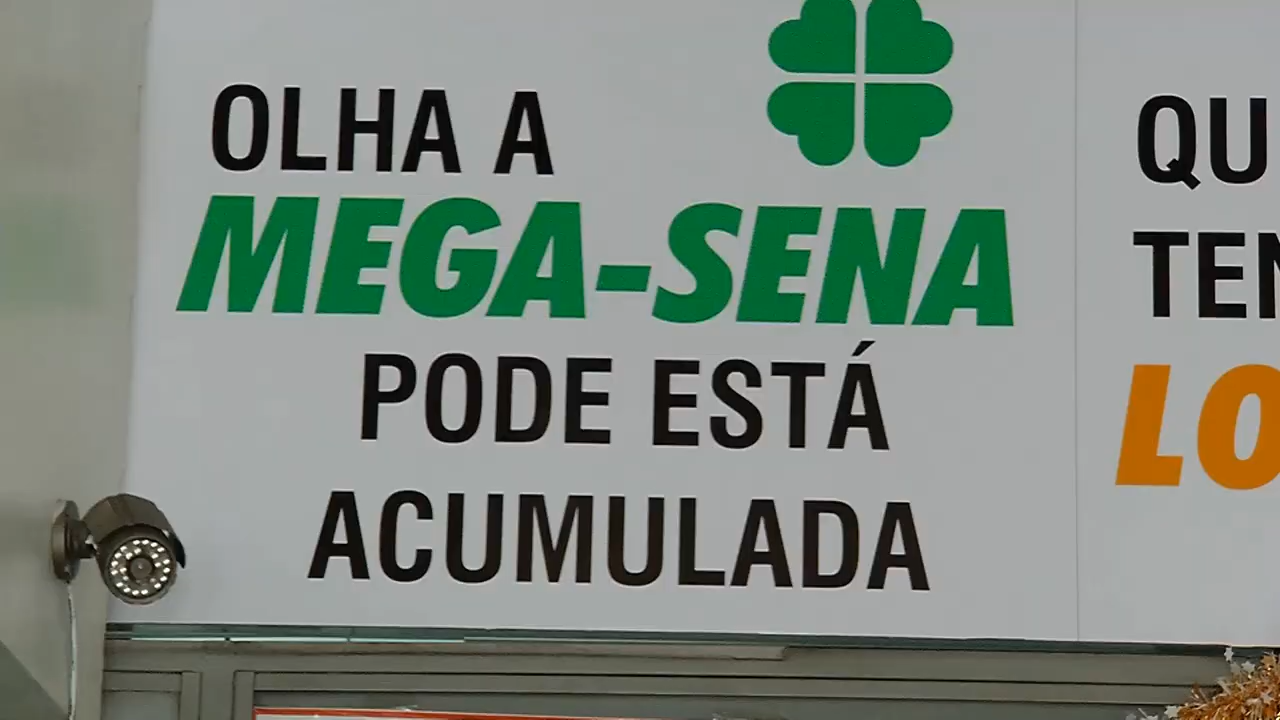 OLHA A
MEGA-SENA
PODE ESTÁ
ACUMULADA
QU
TEN
LO